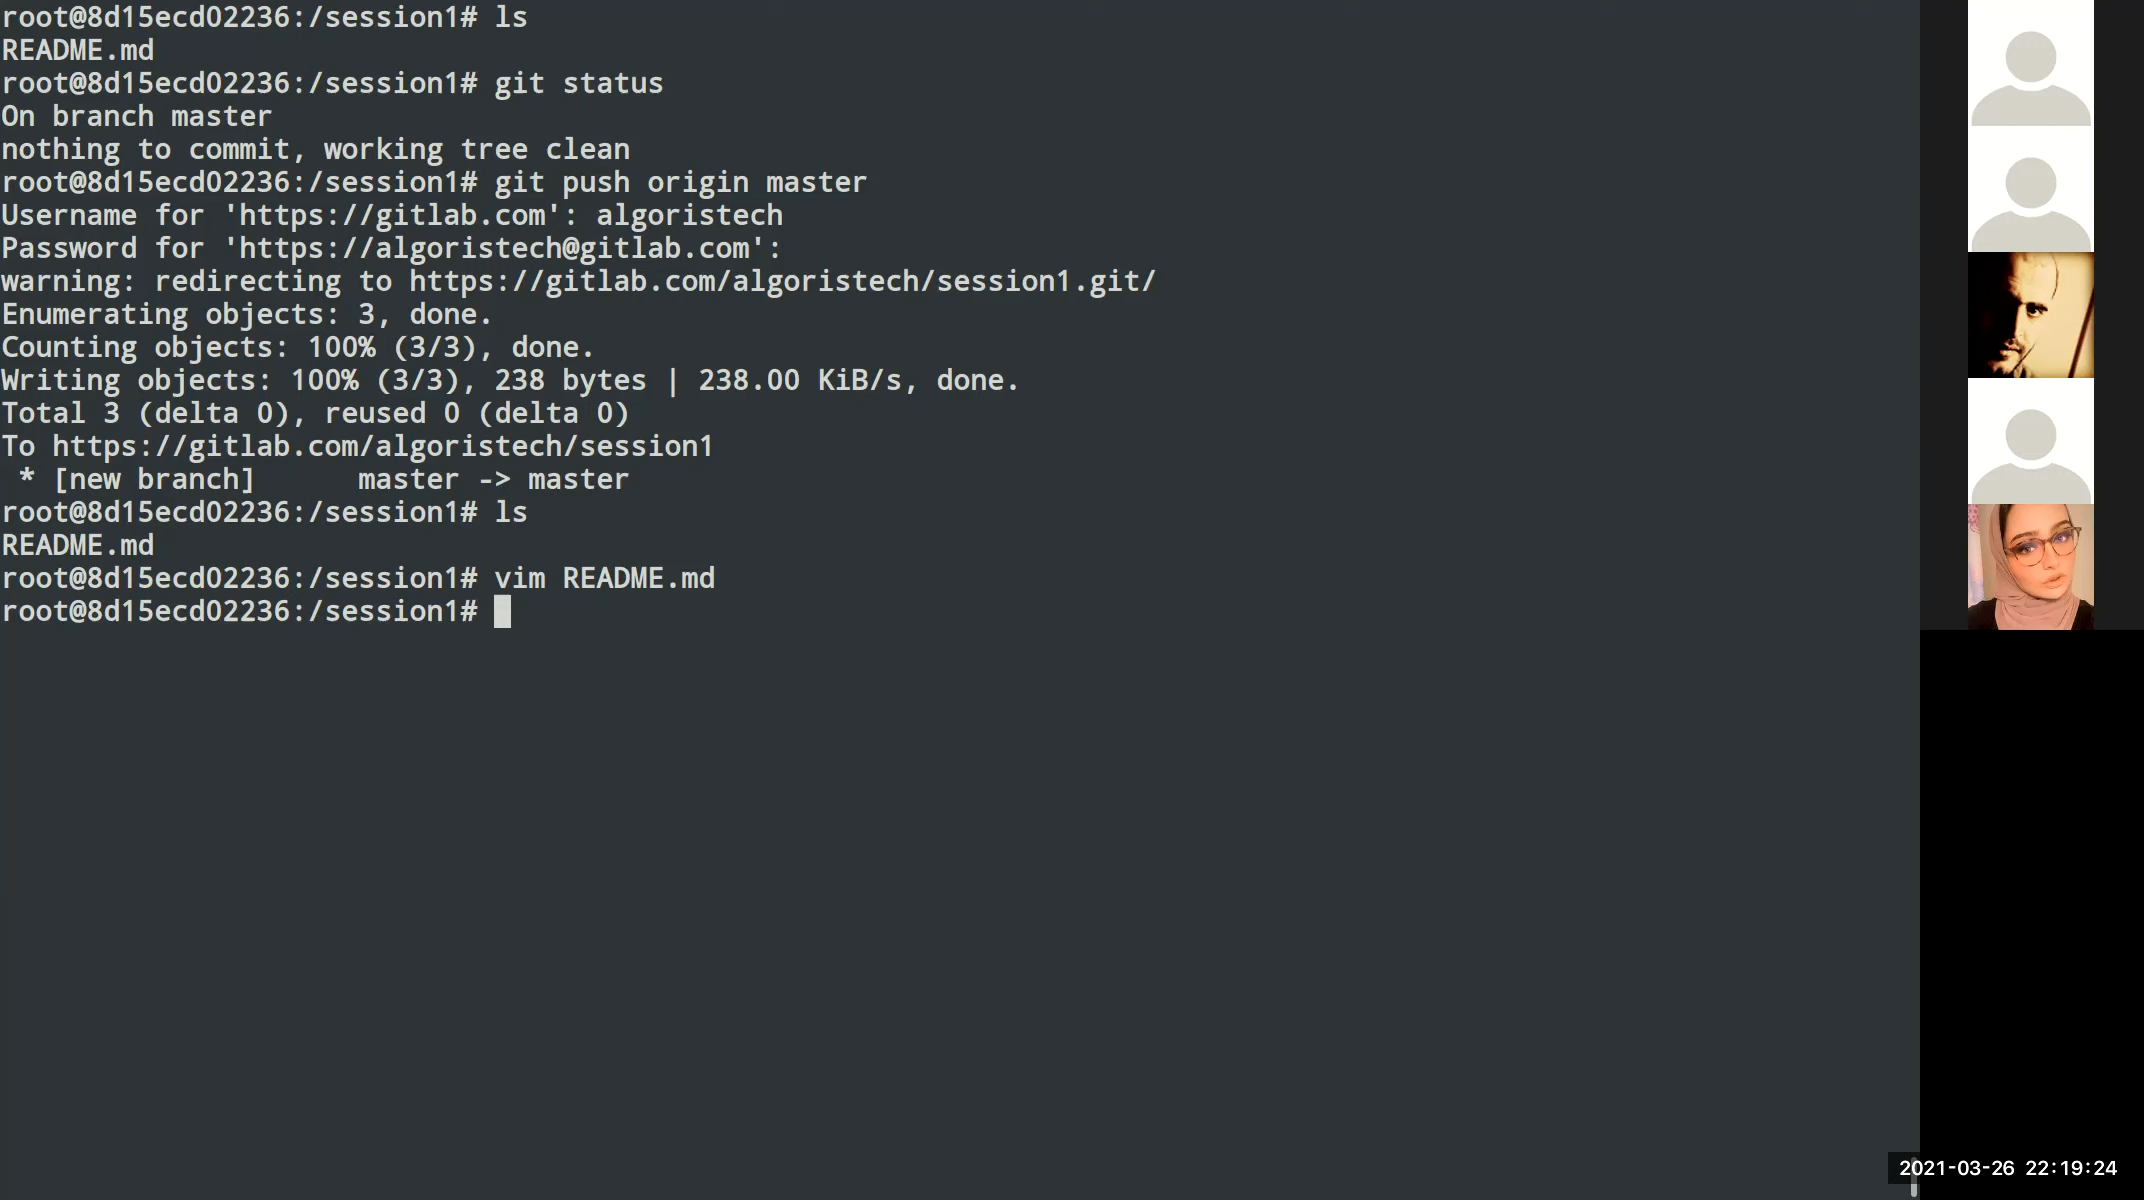 root@8d15ecd02236:/session1# ls
README.md
root@8d15ecd02236:/session1# git status
On branch master
nothing to commit, working tree clean
root@8d15ecd02236:/session1# git push origin master
Username for 'https://gitlab.com': algoristech
Password for 'https://algoristech@gitlab.com':
warning: redirecting to https://gitlab.com/algoristech/session1.git/
Enumerating objects: 3, done.
Counting objects: 100% (3/3), done.
Writing objects: 100% (3/3), 238 bytes | 238.00 KiB/s, done.
Total 3 (delta 0), reused 0 (delta 0)
To https://gitlab.com/algoristech/session1
 * [new branch]      master -> master
root@8d15ecd02236:/session1# ls
README.md
root@8d15ecd02236:/session1# vim README.md
root@8d15ecd02236:/session1#
2021-03-26 22:19:24